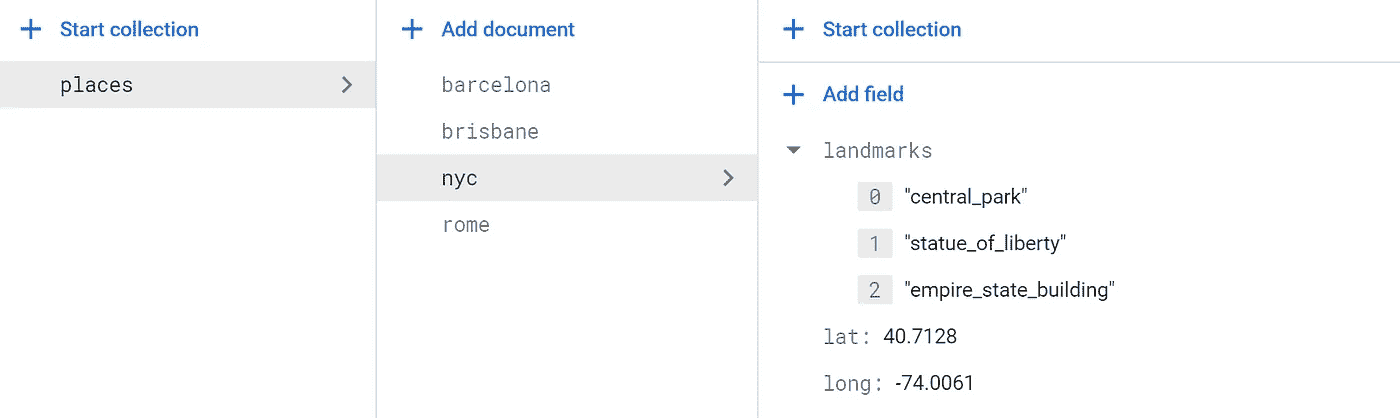 Start collection
places
Add document
barcelona
brisbane
nyc
rome
Start collection
Add field
landmarks
0 "central_park"
1 "statue_of_liberty"
2 "empire_state_building"
lat: 40.7128
long: -74.0061